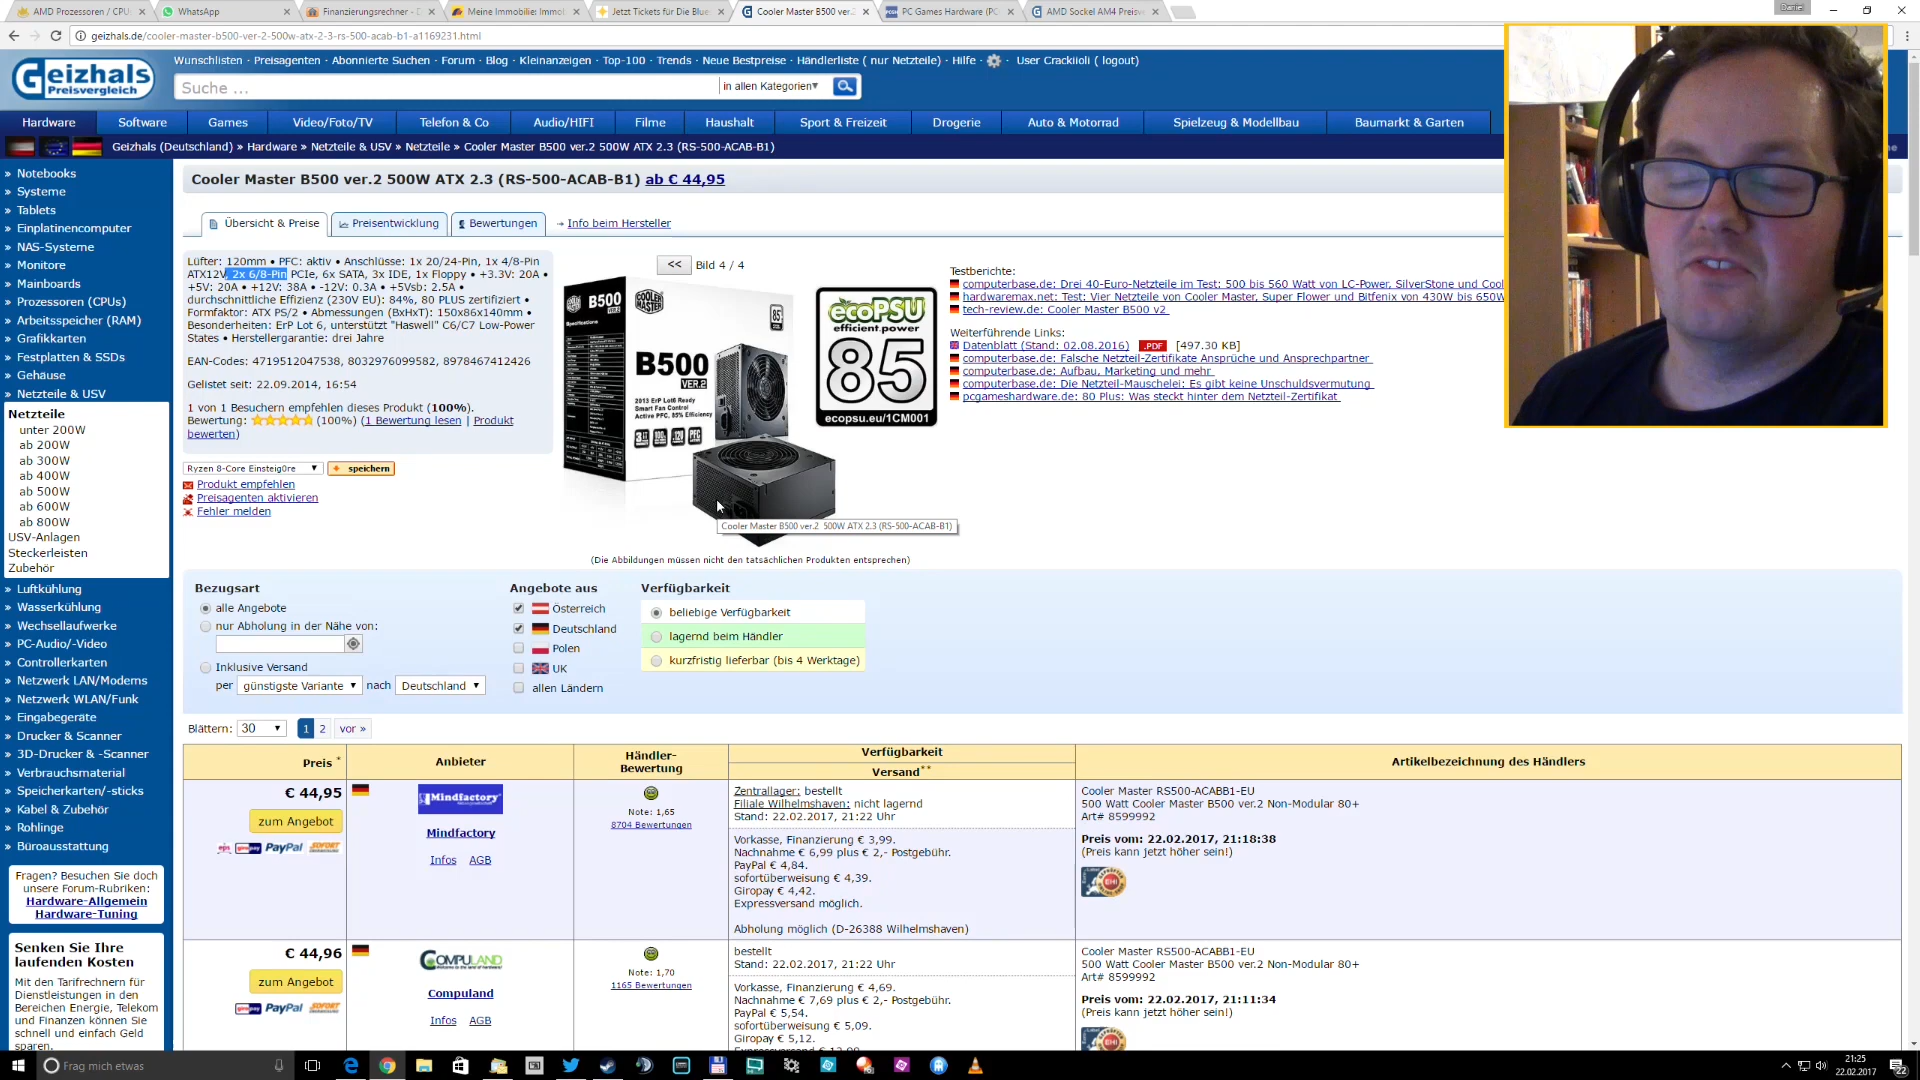 AMD Prozessoren / CPU
WhatsApp
Finanzierungsrechner - D
Meine Immobilie: Immob
Jetzt Tickets für Die Blue
Cooler Master B500 ver.2
PC Games Hardware (PC
AMD Sockel AM4 Preisv
Daniel
geizhals.de/cooler-master-b500-ver-2-500w-atx-2-3-rs-500-acab-b1-a1169231.html
Geizhals
Preisvergleich
Wunschlisten · Preisagenten · Abonnierte Suchen · Forum · Blog · Kleinanzeigen · Top-100 · Trends · Neue Bestpreise · Händlerliste ( nur Netzteile) · Hilfe · User Crackiioli ( logout)
Suche ...
in allen Kategorien
Hardware
Software
Games
Video/Foto/TV
Telefon & Co
Audio/HIFI
Filme
Haushalt
Sport & Freizeit
Drogerie
Auto & Motorrad
Spielzeug & Modellbau
Baumarkt & Garten
Geizhals (Deutschland) » Hardware » Netzteile & USV » Netzteile » Cooler Master B500 ver.2 500W ATX 2.3 (RS-500-ACAB-B1)
» Notebooks
» Systeme
» Tablets
» Einplatinencomputer
» NAS-Systeme
» Monitore
» Mainboards
» Prozessoren (CPUs)
» Arbeitsspeicher (RAM)
» Grafikkarten
» Festplatten & SSDs
» Gehäuse
» Netzteile & USV
Netzteile
unter 200W
ab 200W
ab 300W
ab 400W
ab 500W
ab 600W
ab 800W
USV-Anlagen
Steckerleisten
Zubehör
» Luftkühlung
» Wasserkühlung
» Wechsellaufwerke
» PC-Audio/-Video
» Controllerkarten
» Netzwerk LAN/Modems
» Netzwerk WLAN/Funk
» Eingabegeräte
» Drucker & Scanner
» 3D-Drucker & -Scanner
» Verbrauchsmaterial
» Speicherkarten/-sticks
» Kabel & Zubehör
» Rohlinge
» Büroausstattung
Fragen? Besuchen Sie doch
unsere Forum-Rubriken:
Hardware-Allgemein
Hardware-Tuning
Senken Sie Ihre
laufenden Kosten
Mit den Tarifrechnern für
Dienstleistungen in den
Bereichen Energie, Telekom
und Finanzen können Sie
schnell und einfach Geld
sparen.
Cooler Master B500 ver.2 500W ATX 2.3 (RS-500-ACAB-B1) ab € 44,95
Übersicht & Preise
Preisentwicklung
Bewertungen
Info beim Hersteller
Lüfter: 120mm • PFC: aktiv • Anschlüsse: 1x 20/24-Pin, 1x 4/8-Pin
ATX12V, 2x 6/8-Pin PCIe, 6x SATA, 3x IDE, 1x Floppy • +3.3V: 20A •
+5V: 20A • +12V: 38A • -12V: 0.3A • +5Vsb: 2.5A •
durchschnittliche Effizienz (230V EU): 84%, 80 PLUS zertifiziert •
Formfaktor: ATX PS/2 • Abmessungen (BxHxT): 150x86x140mm •
Besonderheiten: ErP Lot 6, unterstützt "Haswell" C6/C7 Low-Power
States • Herstellergarantie: drei Jahre
EAN-Codes: 4719512047538, 8032976099582, 8978467412426
Gelistet seit: 22.09.2014, 16:54
1 von 1 Besuchern empfehlen dieses Produkt (100%).
Bewertung: (100%) (1 Bewertung lesen | Produkt
bewerten)
Ryzen 8-Core Einsteig0re
speichern
Produkt empfehlen
Preisagenten aktivieren
Fehler melden
<< Bild 4 / 4
B500
VER.2
COOLER
MASTER
85
B500
VER.2
2013 ErP Lot6 Ready
Smart Fan Control
Active PFC, 85% Efficiency
ecoPSU
efficient.power
85
ecopsu.eu/1CM001
Cooler Master B500 ver.2 500W ATX 2.3 (RS-500-ACAB-B1)
(Die Abbildungen müssen nicht den tatsächlichen Produkten entsprechen)
Testberichte:
computerbase.de: Drei 40-Euro-Netzteile im Test: 500 bis 560 Watt von LC-Power, SilverStone und Cool
hardwaremax.net: Test: Vier Netzteile von Cooler Master, Super Flower und Bitfenix von 430W bis 650W
tech-review.de: Cooler Master B500 v2
Weiterführende Links:
Datenblatt (Stand: 02.08.2016) .PDF [497.30 KB]
computerbase.de: Falsche Netzteil-Zertifikate Ansprüche und Ansprechpartner
computerbase.de: Aufbau, Marketing und mehr
computerbase.de: Die Netzteil-Mauschelei: Es gibt keine Unschuldsvermutung
pcgameshardware.de: 80 Plus: Was steckt hinter dem Netzteil-Zertifikat
Bezugsart
alle Angebote
nur Abholung in der Nähe von:
Inklusive Versand
per günstigste Variante nach Deutschland
Angebote aus
Österreich
Deutschland
Polen
UK
allen Ländern
Verfügbarkeit
beliebige Verfügbarkeit
lagernd beim Händler
kurzfristig lieferbar (bis 4 Werktage)
Blättern: 30 1 2 vor »
Preis *
Anbieter
Händler-
Bewertung
Verfügbarkeit
Versand**
Artikelbezeichnung des Händlers
€ 44,95
zum Angebot
eps giropay PayPal SOFORT
Mindfactory
Mindfactory
Infos AGB
Note: 1,65
8704 Bewertungen
Zentrallager: bestellt
Filiale Wilhelmshaven: nicht lagernd
Stand: 22.02.2017, 21:22 Uhr
Vorkasse, Finanzierung € 3,99.
Nachnahme € 6,99 plus € 2,- Postgebühr.
PayPal € 4,84.
sofortüberweisung € 4,39.
Giropay € 4,42.
Expressversand möglich.
Abholung möglich (D-26388 Wilhelmshaven)
Cooler Master RS500-ACABB1-EU
500 Watt Cooler Master B500 ver.2 Non-Modular 80+
Art# 8599992
Preis vom: 22.02.2017, 21:18:38
(Preis kann jetzt höher sein!)
EHI
€ 44,96
zum Angebot
giropay PayPal SOFORT
COMPULAND
Compuland
Infos AGB
Note: 1,70
1165 Bewertungen
bestellt
Stand: 22.02.2017, 21:22 Uhr
Vorkasse, Finanzierung € 4,69.
Nachnahme € 7,69 plus € 2,- Postgebühr.
PayPal € 5,54.
sofortüberweisung € 5,09.
Giropay € 5,12.
Cooler Master RS500-ACABB1-EU
500 Watt Cooler Master B500 ver.2 Non-Modular 80+
Art# 8599992
Preis vom: 22.02.2017, 21:11:34
(Preis kann jetzt höher sein!)
EHI
Frag mich etwas
21:25
22.02.2017
22